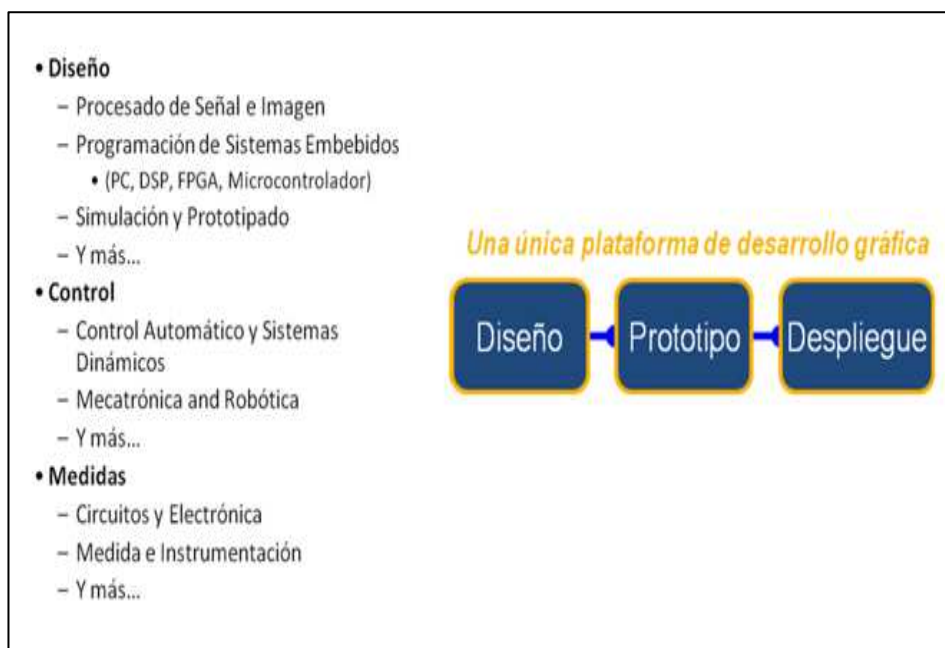 • Diseño
– Procesado de Señal e Imagen
– Programación de Sistemas Embebidos
• (PC, DSP, FPGA, Microcontrolador)
– Simulación y Prototipado
– Y más...
• Control
– Control Automático y Sistemas
Dinámicos
– Mecatrónica and Robótica
– Y más...
• Medidas
– Circuitos y Electrónica
– Medida e Instrumentación
– Y más...
Una única plataforma de desarrollo gráfica
Diseño Prototipo Despliegue